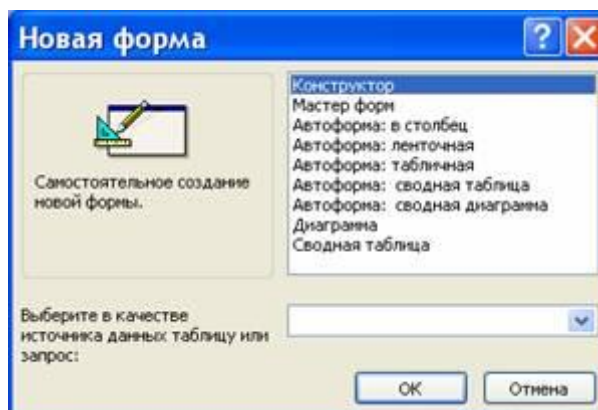 Новая форма
Самостоятельное создание
новой формы.
Конструктор
Мастер форм
Автоформа: в столбец
Автоформа: ленточная
Автоформа: табличная
Автоформа: сводная таблица
Автоформа: сводная диаграмма
Диаграмма
Сводная таблица
Выберите в качестве
источника данных таблицу или
запрос:
ОК
Отмена